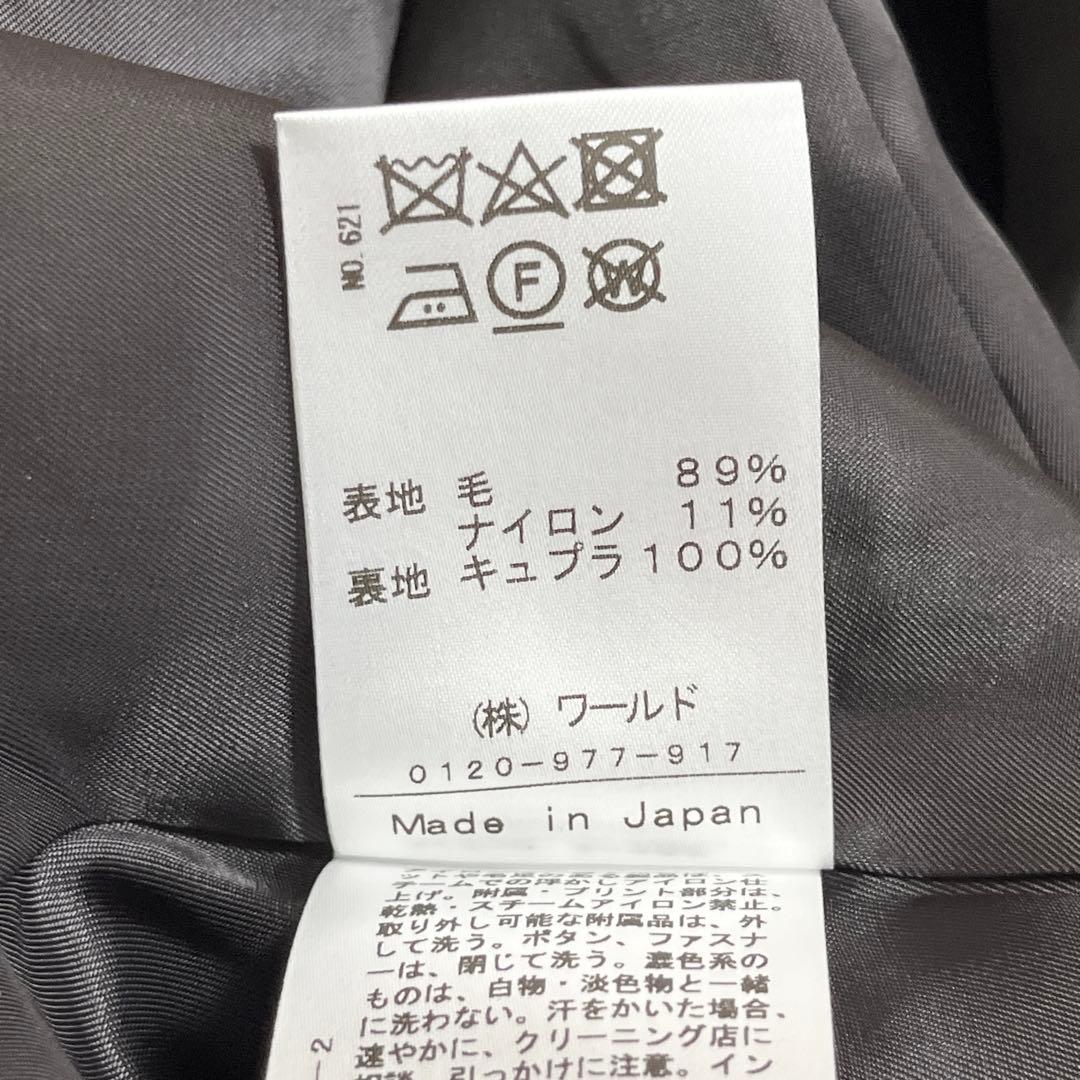 NO. 621
F
W
表地 毛 89%
ナイロン 11%
裏地 キュプラ 100%
(株) ワールド
0120-977-917
Made in Japan
上げ。附属・プリント部分は、
乾熱・スチームアイロン禁止。
取り外し可能な附属品は、外
して洗う。ボタン、ファスナ
ーは、閉じて洗う。濃色系の
ものは、白物・淡色物と一緒
に洗わない。汗をかいた場合、
速やかに、クリーニング店に
相談。引っかけに注意。イン
-2